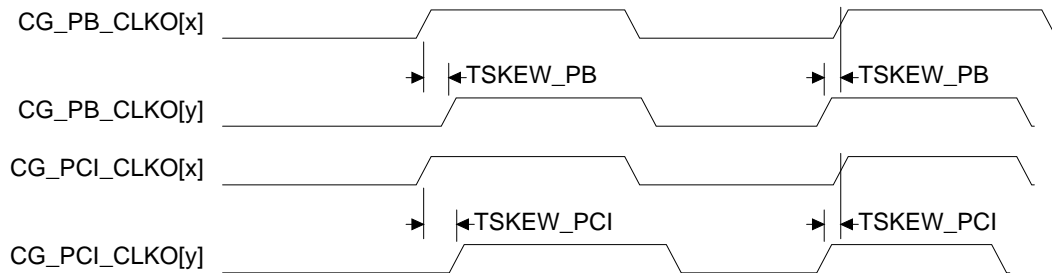 CG_PB_CLKO[x]
TSKEW_PB TSKEW_PB
CG_PB_CLKO[y]
CG_PCI_CLKO[x]
TSKEW_PCI TSKEW_PCI
CG_PCI_CLKO[y]